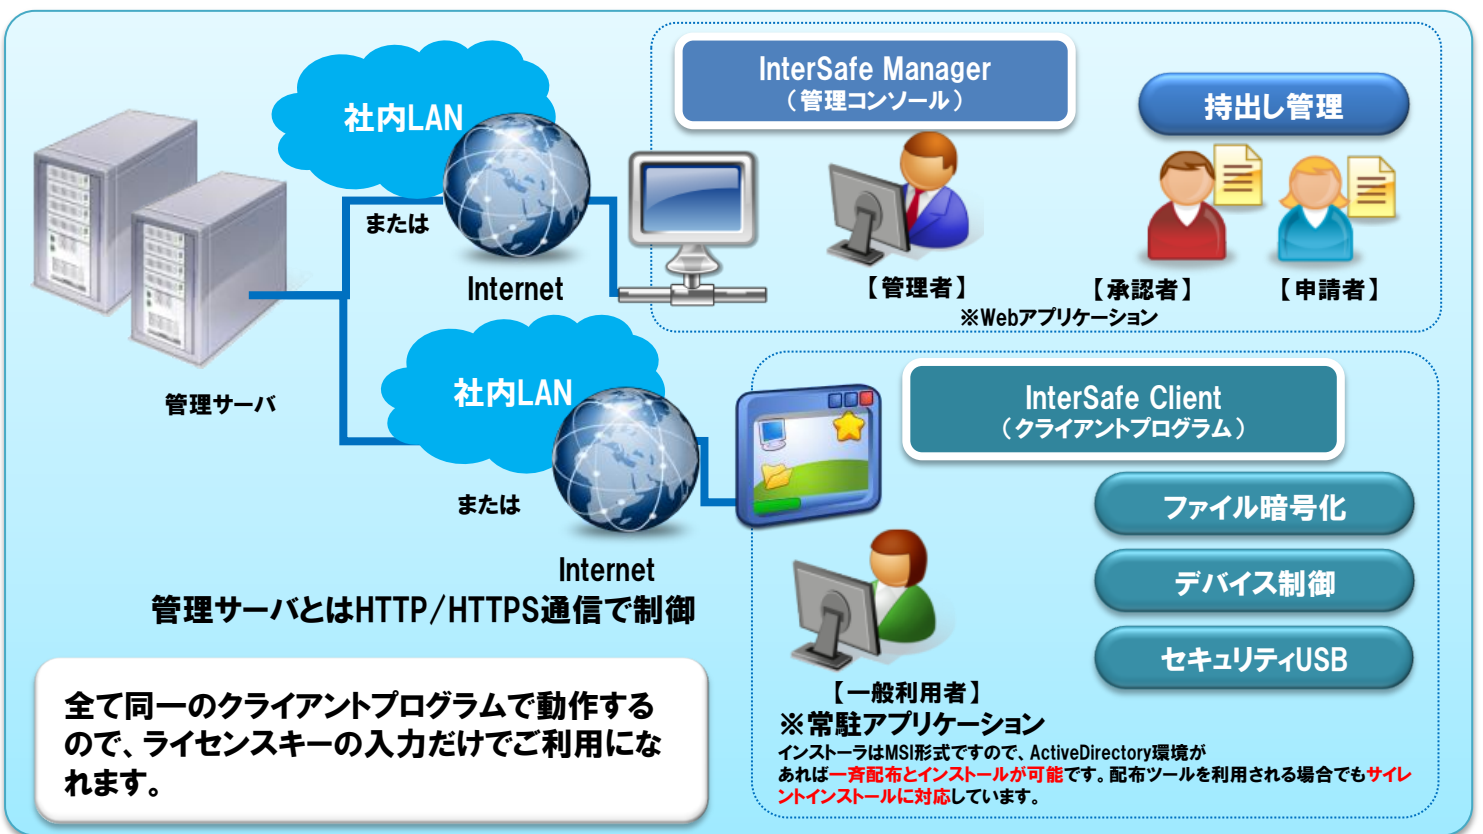 社内LAN
または
Internet
InterSafe Manager
（管理コンソール）
持出し管理
【管理者】
【承認者】
【申請者】
※Webアプリケーション
管理サーバ
社内LAN
または
Internet
管理サーバとはHTTP/HTTPS通信で制御
InterSafe Client
（クライアントプログラム）
ファイル暗号化
デバイス制御
セキュリティUSB
【一般利用者】
※常駐アプリケーション
インストーラはMSI形式ですので、ActiveDirectory環境が
あれば一斉配布とインストールが可能です。配布ツールを利用される場合でもサイレ
ントインストールに対応しています。
全て同一のクライアントプログラムで動作する
ので、ライセンスキーの入力だけでご利用にな
れます。